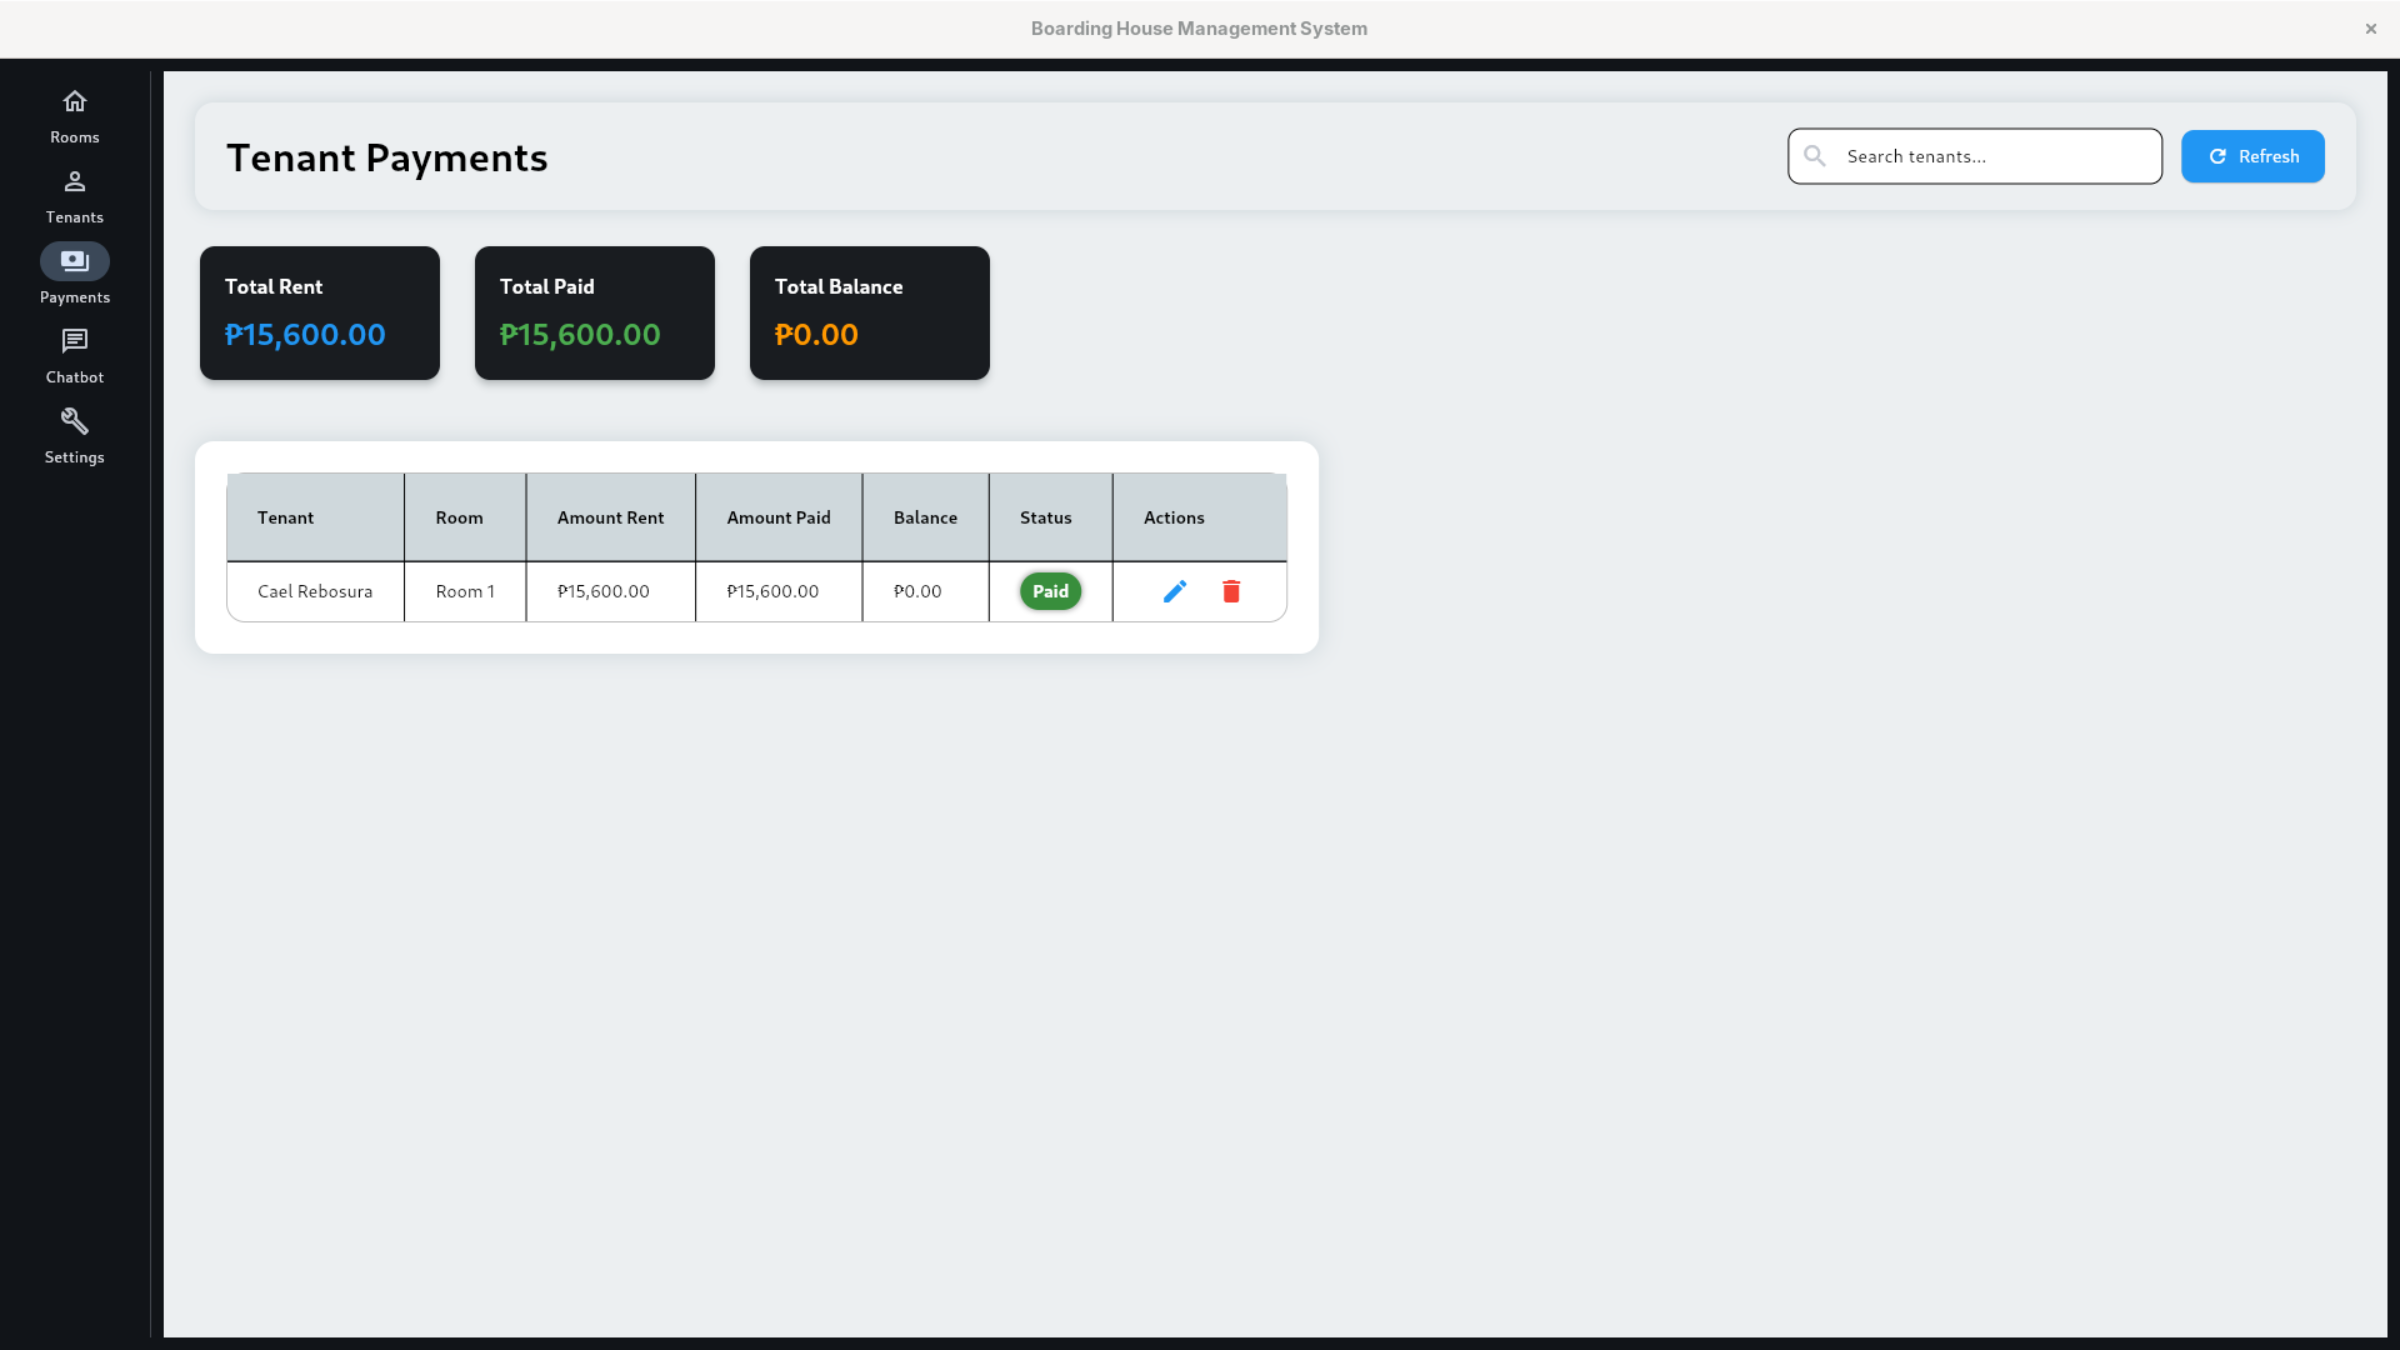 Boarding House Management System
Rooms
Tenants
Payments
Chatbot
Settings
Tenant Payments
Search tenants...
Refresh
Total Rent
₱15,600.00
Total Paid
₱15,600.00
Total Balance
₱0.00
Tenant Room Amount Rent Amount Paid Balance Status Actions
Cael Rebosura Room 1 ₱15,600.00 ₱15,600.00 ₱0.00 Paid